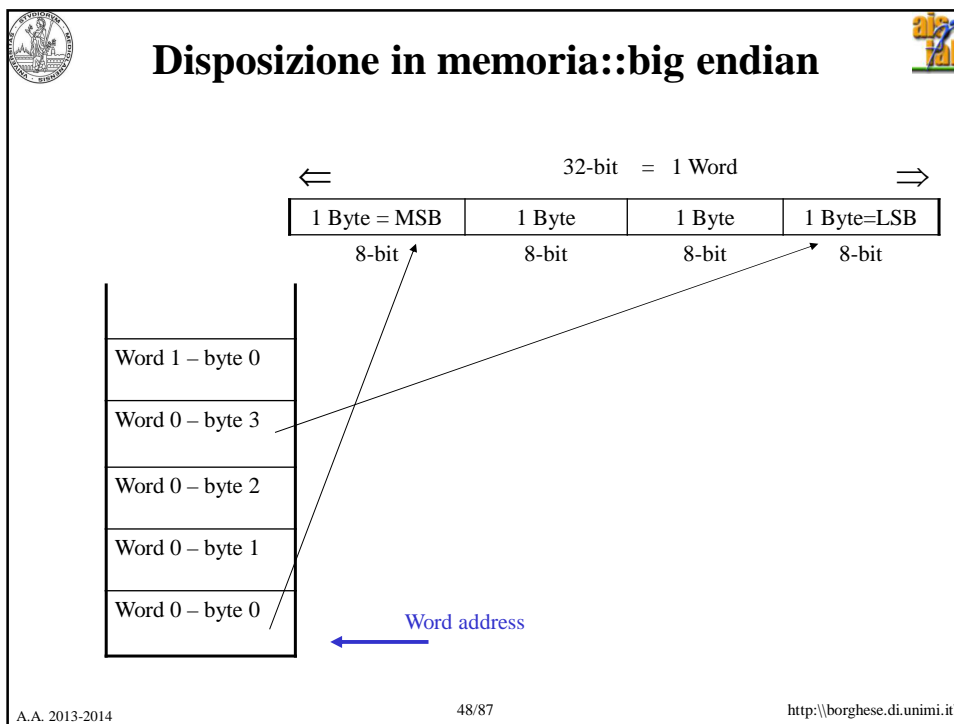 Disposizione in memoria::big endian
⇐ 32-bit = 1 Word ⇒
1 Byte = MSB 1 Byte 1 Byte 1 Byte=LSB
8-bit 8-bit 8-bit 8-bit
Word 1 – byte 0
Word 0 – byte 3
Word 0 – byte 2
Word 0 – byte 1
Word 0 – byte 0
Word address
A.A. 2013-2014 48/87 http:\\borghese.di.unimi.it